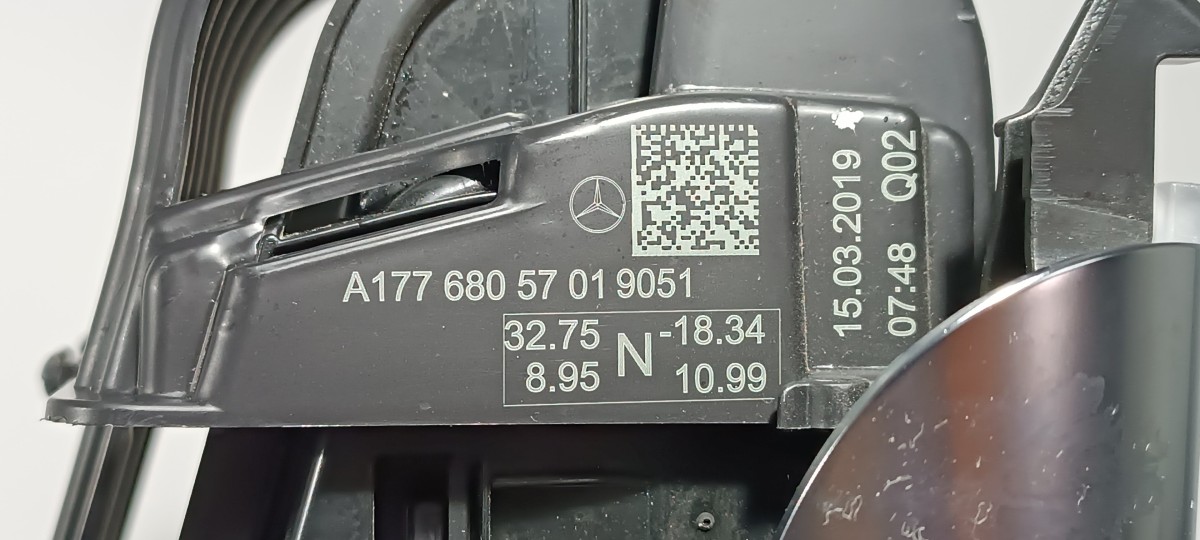 A177 680 57 01 9051
32.75 N -18.34
8.95 10.99
15.03.2019
07:48 Q02